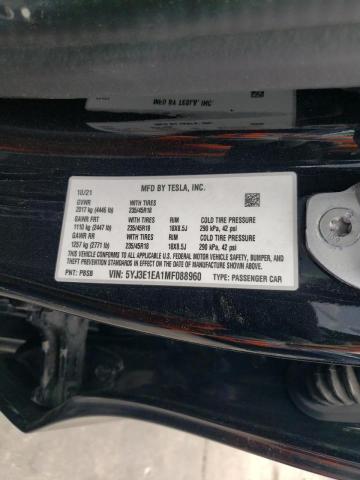 MFD BY TESLA, INC.
10/21
GVWR WITH TIRES
2017 kg (4446 lb) 235/45R18
GAWR FRT WITH TIRES RIM COLD TIRE PRESSURE
1110 kg (2447 lb) 235/45R18 18X8.5J 290 kPa, 42 psi
GAWR RR WITH TIRES RIM COLD TIRE PRESSURE
1257 kg (2771 lb) 235/45R18 18X8.5J 290 kPa, 42 psi
THIS VEHICLE CONFORMS TO ALL APPLICABLE U.S. FEDERAL MOTOR VEHICLE SAFETY, BUMPER, AND
THEFT PREVENTION STANDARDS IN EFFECT ON THE DATE OF MANUFACTURE SHOWN ABOVE.
PNT: PBSB VIN: 5YJ3E1EA1MF088960 TYPE: PASSENGER CAR